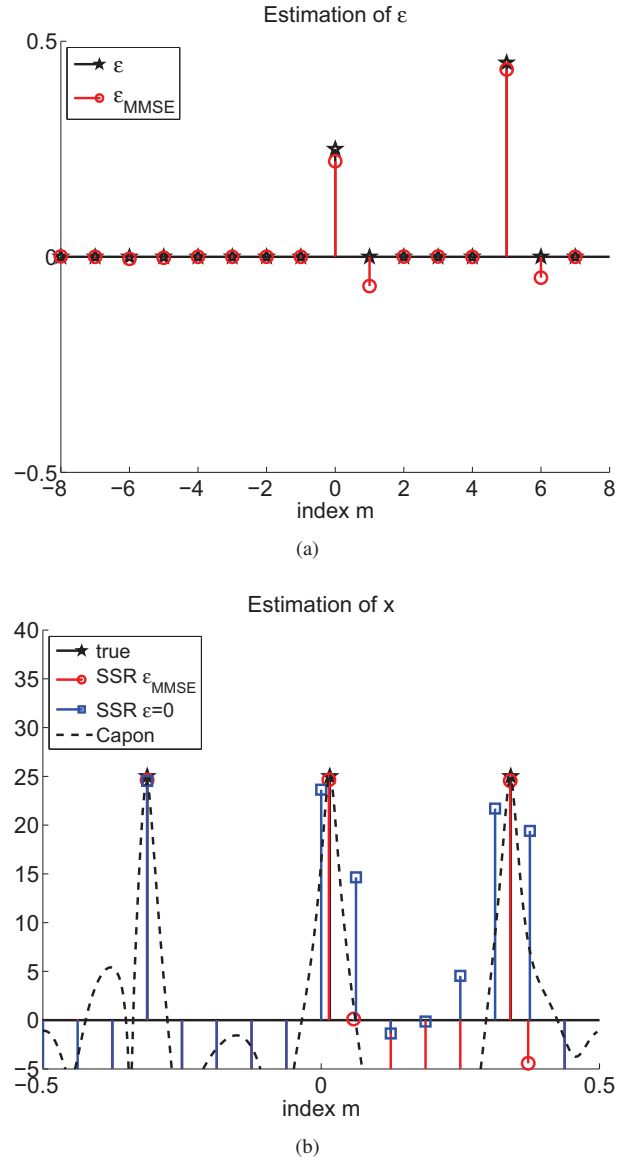 Estimation of ε
0.5
ε
ε_MMSE
0
−0.5
−8 −6 −4 −2 0 2 4 6 8
index m
(a)
Estimation of x
40
35
30
25
20
15
10
5
0
−5
true
SSR ε_MMSE
SSR ε=0
Capon
−0.5 0 0.5
index m
(b)